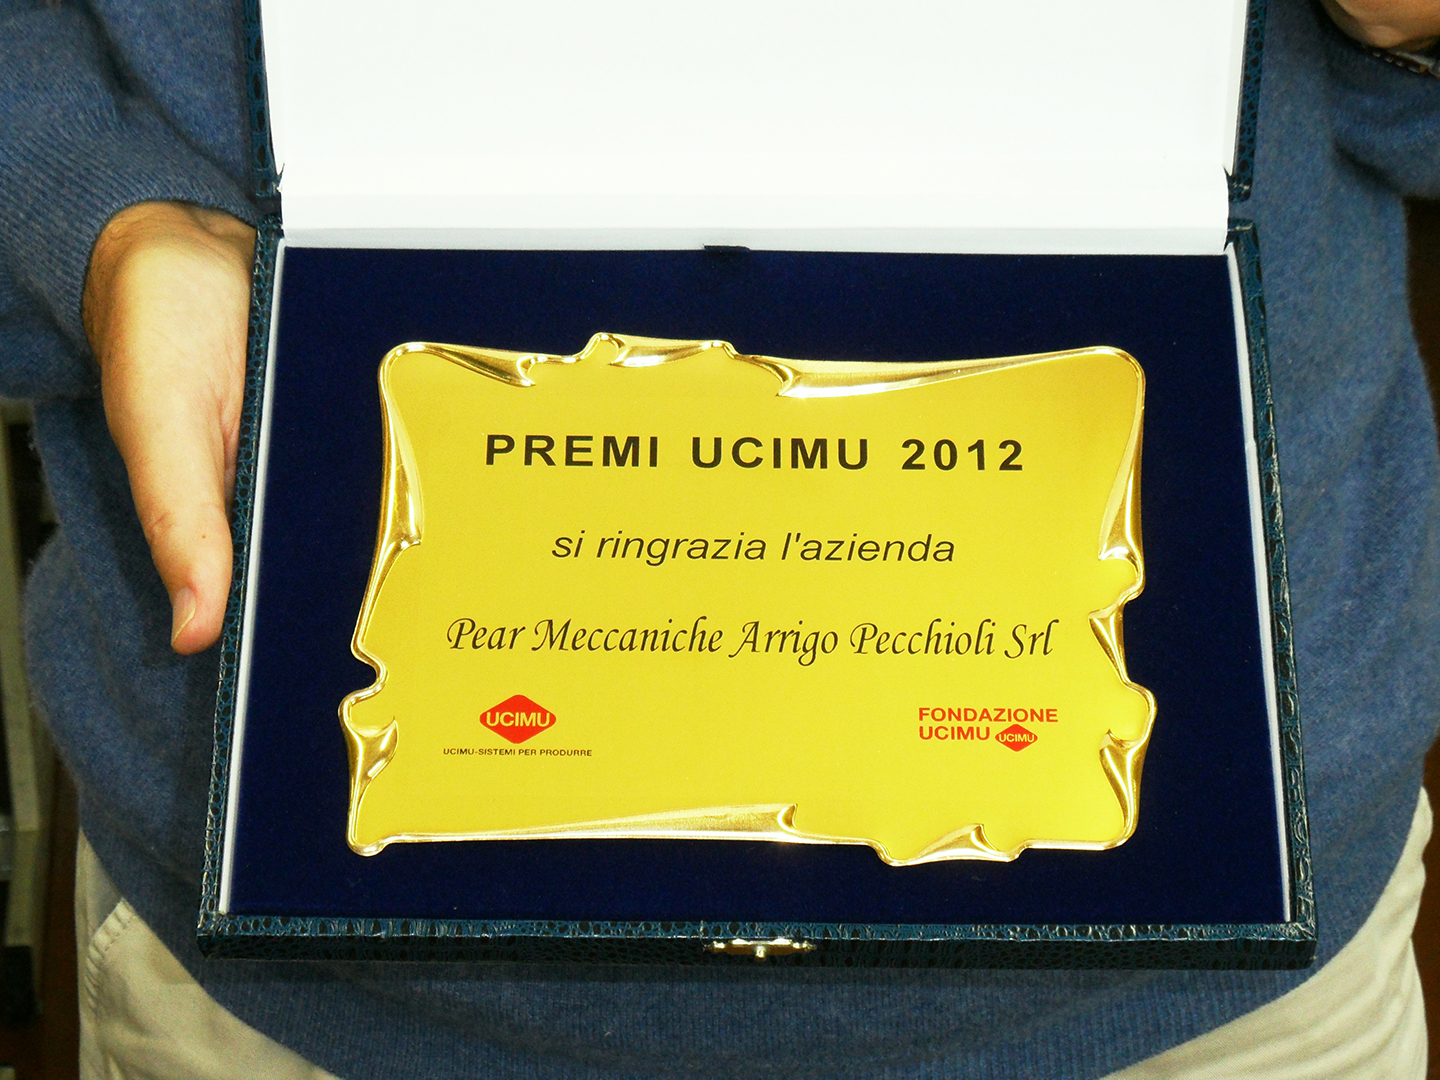 PREMI UCIMU 2012
si ringrazia l'azienda
Pear Meccaniche Arrigo Pecchioli Srl
UCIMU
UCIMU-SISTEMI PER PRODURRE
FONDAZIONE
UCIMU UCIMU